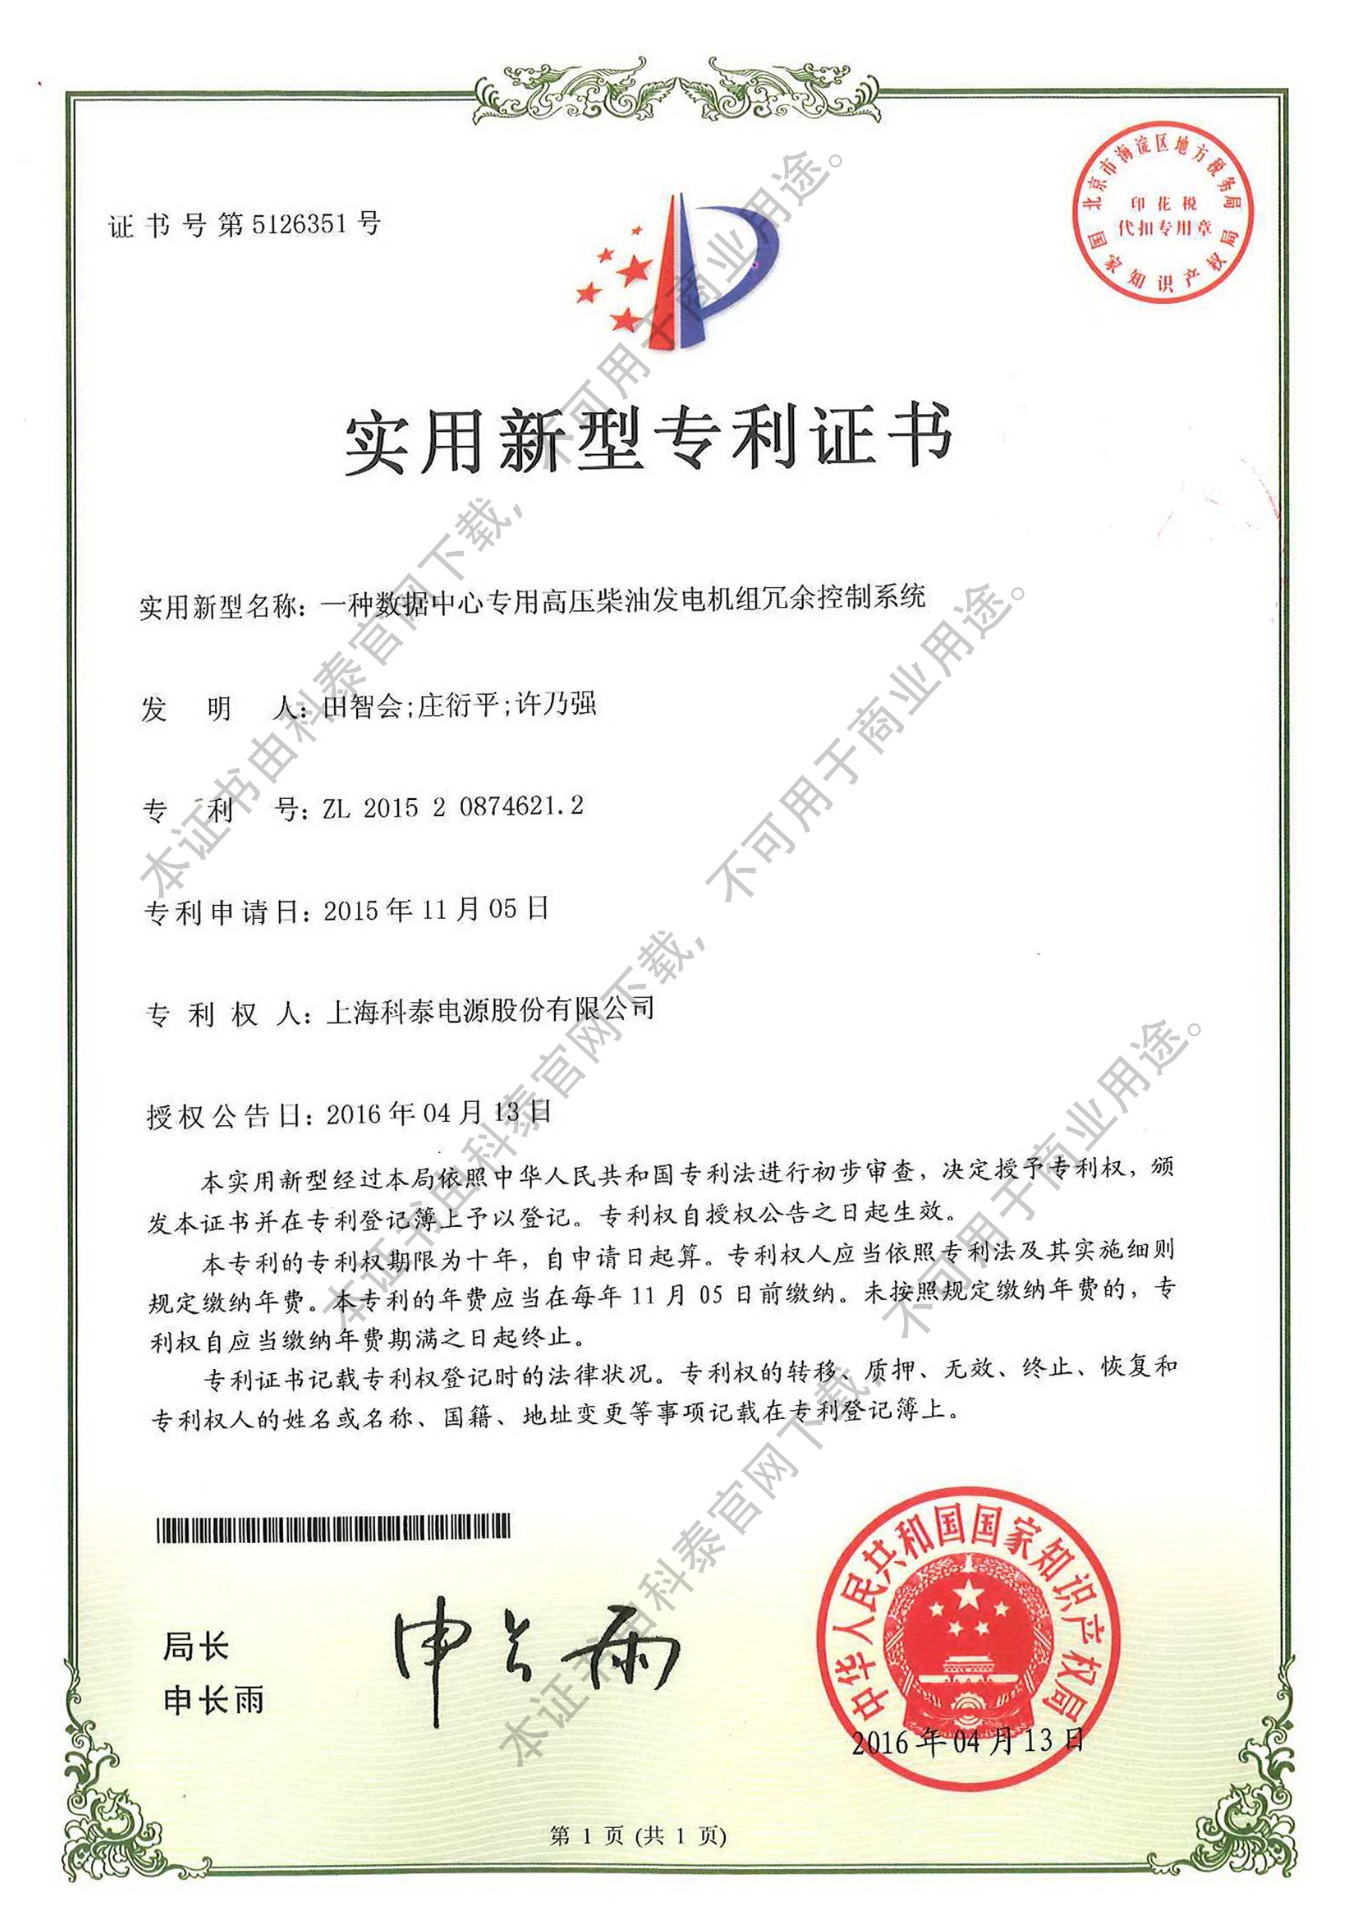 证书号第5126351号
北京市海淀区地方税务局
印花税
代扣专用章
国家知识产权局
实用新型专利证书
实用新型名称：一种数据中心专用高压柴油发电机组冗余控制系统
发明人：田智会;庄衍平;许乃强
专利号：ZL 2015 2 0874621.2
专利申请日：2015年11月05日
专利权人：上海科泰电源股份有限公司
授权公告日：2016年04月13日
本实用新型经过本局依照中华人民共和国专利法进行初步审查，决定授予专利权，颁
发本证书并在专利登记簿上予以登记。专利权自授权公告之日起生效。
本专利的专利权期限为十年，自申请日起算。专利权人应当依照专利法及其实施细则
规定缴纳年费。本专利的年费应当在每年11月05日前缴纳。未按照规定缴纳年费的，专
利权自应当缴纳年费期满之日起终止。
专利证书记载专利权登记时的法律状况。专利权的转移、质押、无效、终止、恢复和
专利权人的姓名或名称、国籍、地址变更等事项记载在专利登记簿上。
局长
申长雨
申长雨
中华人民共和国国家知识产权局
2016年04月13日
第1页(共1页)
本证书由科泰官网下载，不可用于商业用途。
本证书由科泰官网下载，不可用于商业用途。
本证书由科泰官网下载，不可用于商业用途。